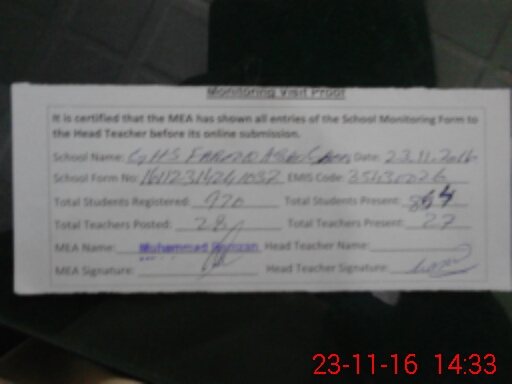 Monitoring Visit Proof
It is certified that the MEA has shown all entries of the School Monitoring Form to
the Head Teacher before its online submission.
School Name: GHS Date: 23.11.2016
School Form No: EMIS Code: 35430026
Total Students Registered: 970 Total Students Present:
Total Teachers Posted: 28 Total Teachers Present: 27
MEA Name: Muhammad Head Teacher Name:
MEA Signature: Head Teacher Signature:
23-11-16 14:33